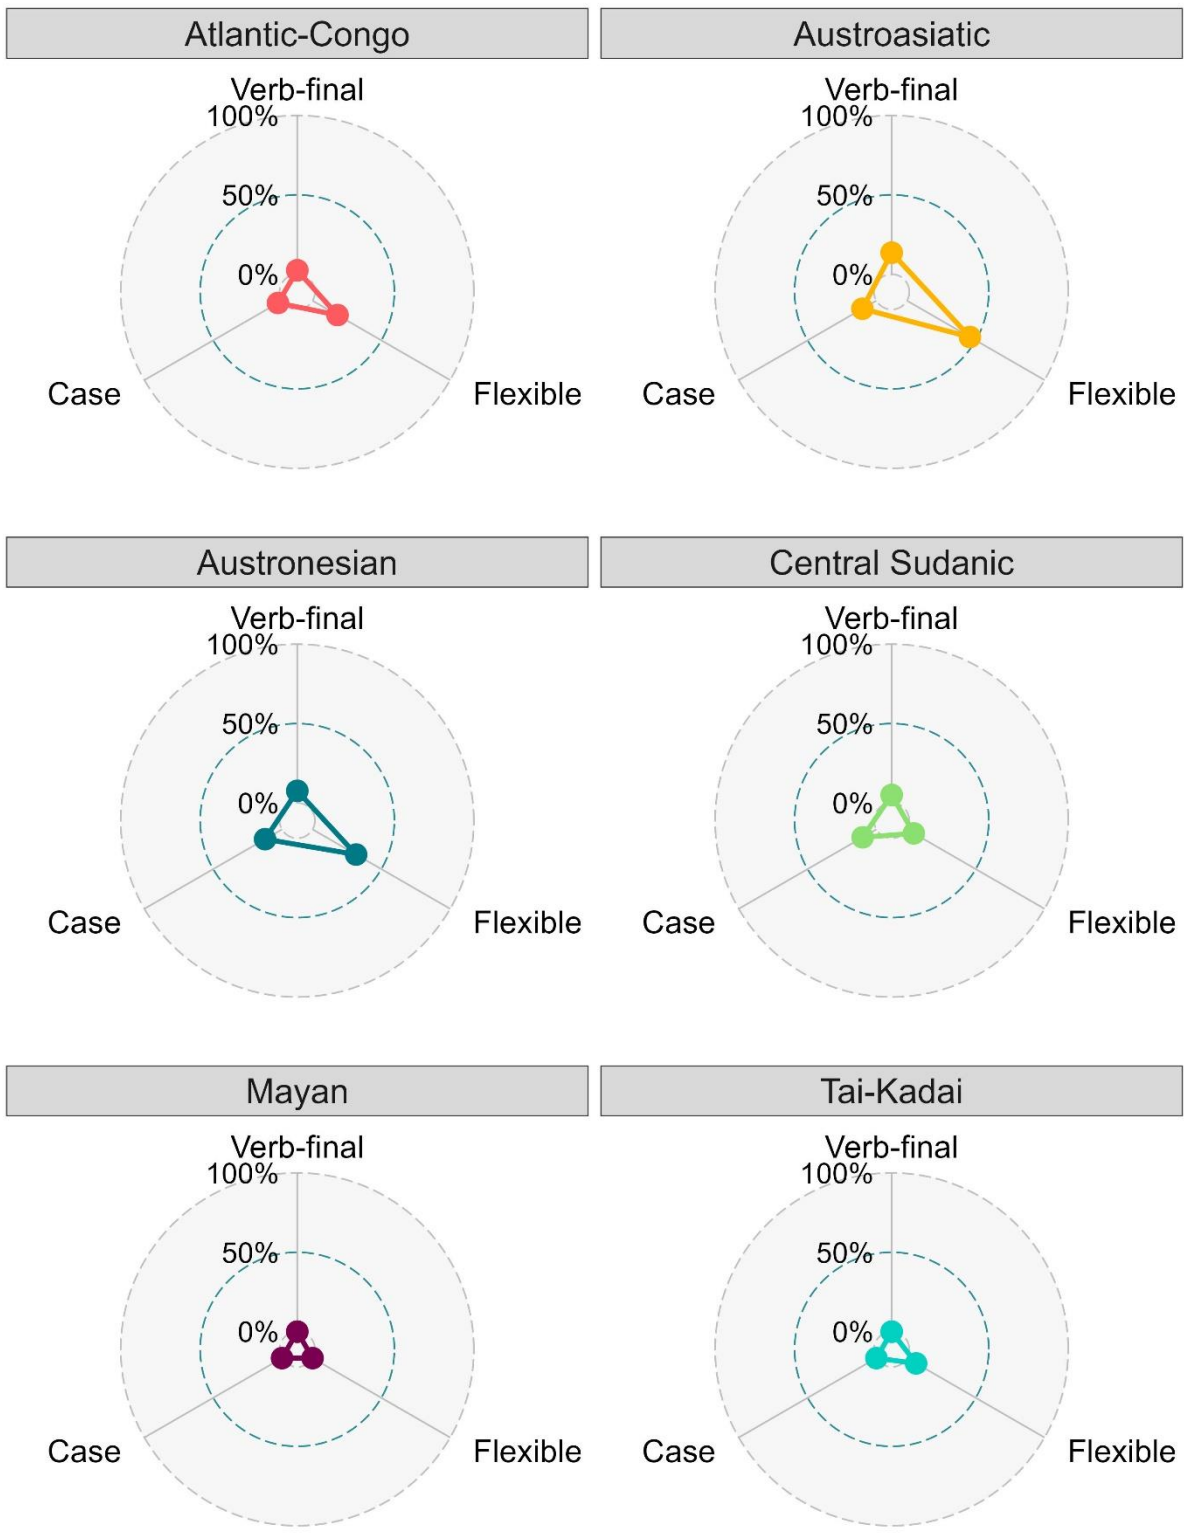 Atlantic-Congo
Verb-final
100%
50%
0%
Case
Flexible
Austroasiatic
Verb-final
100%
50%
0%
Case
Flexible
Austronesian
Verb-final
100%
50%
0%
Case
Flexible
Central Sudanic
Verb-final
100%
50%
0%
Case
Flexible
Mayan
Verb-final
100%
50%
0%
Case
Flexible
Tai-Kadai
Verb-final
100%
50%
0%
Case
Flexible